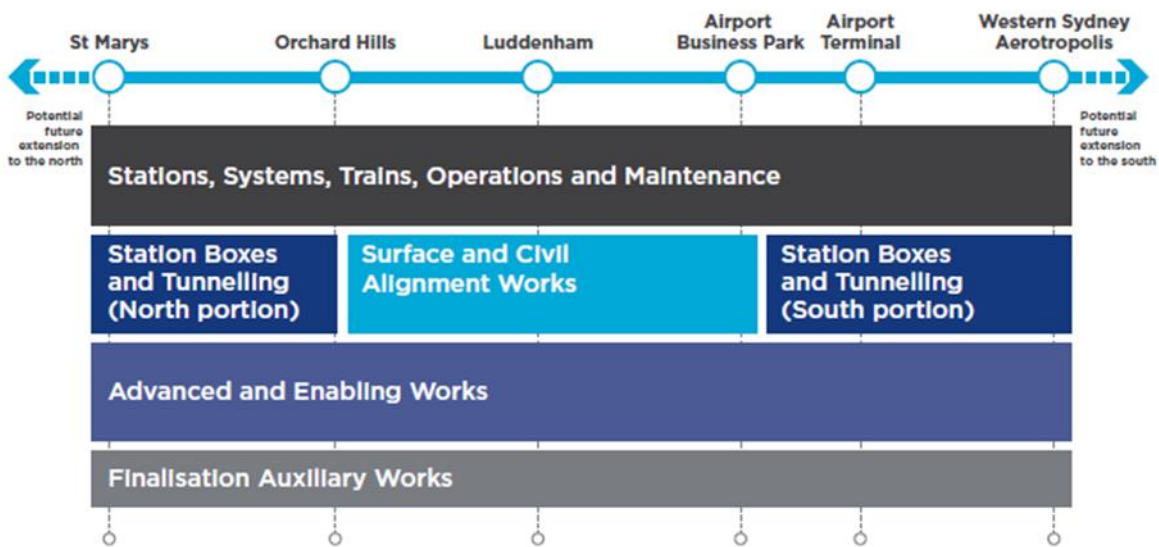 St Marys
Orchard Hills
Luddenham
Airport
Business Park
Airport
Terminal
Western Sydney
Aerotropolis
Potential
future
extension
to the north
Potential
future
extension
to the south
Stations, Systems, Trains, Operations and Maintenance
Station Boxes
and Tunnelling
(North portion)
Surface and Civil
Alignment Works
Station Boxes
and Tunnelling
(South portion)
Advanced and Enabling Works
Finalisation Auxiliary Works